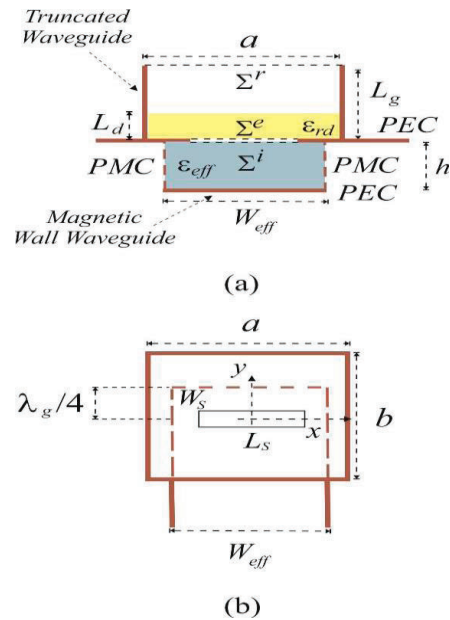 Truncated
Waveguide
a
Σ^r
L_g
L_d
Σ^e
ε_rd
PEC
PMC
ε_eff
Σ^i
PMC
h
PEC
Magnetic
Wall Waveguide
W_eff
(a)
a
λ_g/4
y
W_s
b
L_s
x
W_eff
(b)